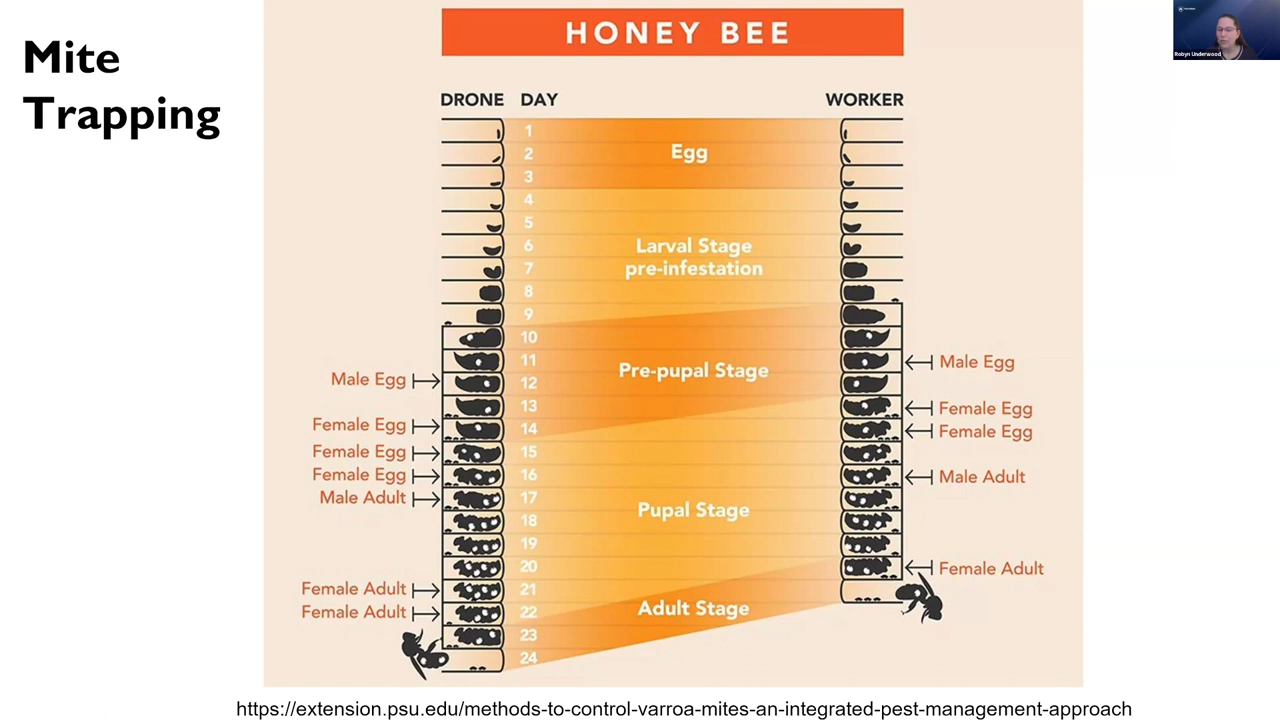 Mite
Trapping
HONEY BEE
DRONE DAY WORKER
1
2
3
4
5
6
7
8
9
10
11
12
13
14
15
16
17
18
19
20
21
22
23
24
Egg
Larval Stage
pre-infestation
Pre-pupal Stage
Pupal Stage
Adult Stage
Male Egg
Female Egg
Female Egg
Female Egg
Male Adult
Female Adult
Female Adult
Male Egg
Female Egg
Female Egg
Male Adult
Female Adult
Robyn Underwood
https://extension.psu.edu/methods-to-control-varroa-mites-an-integrated-pest-management-approach